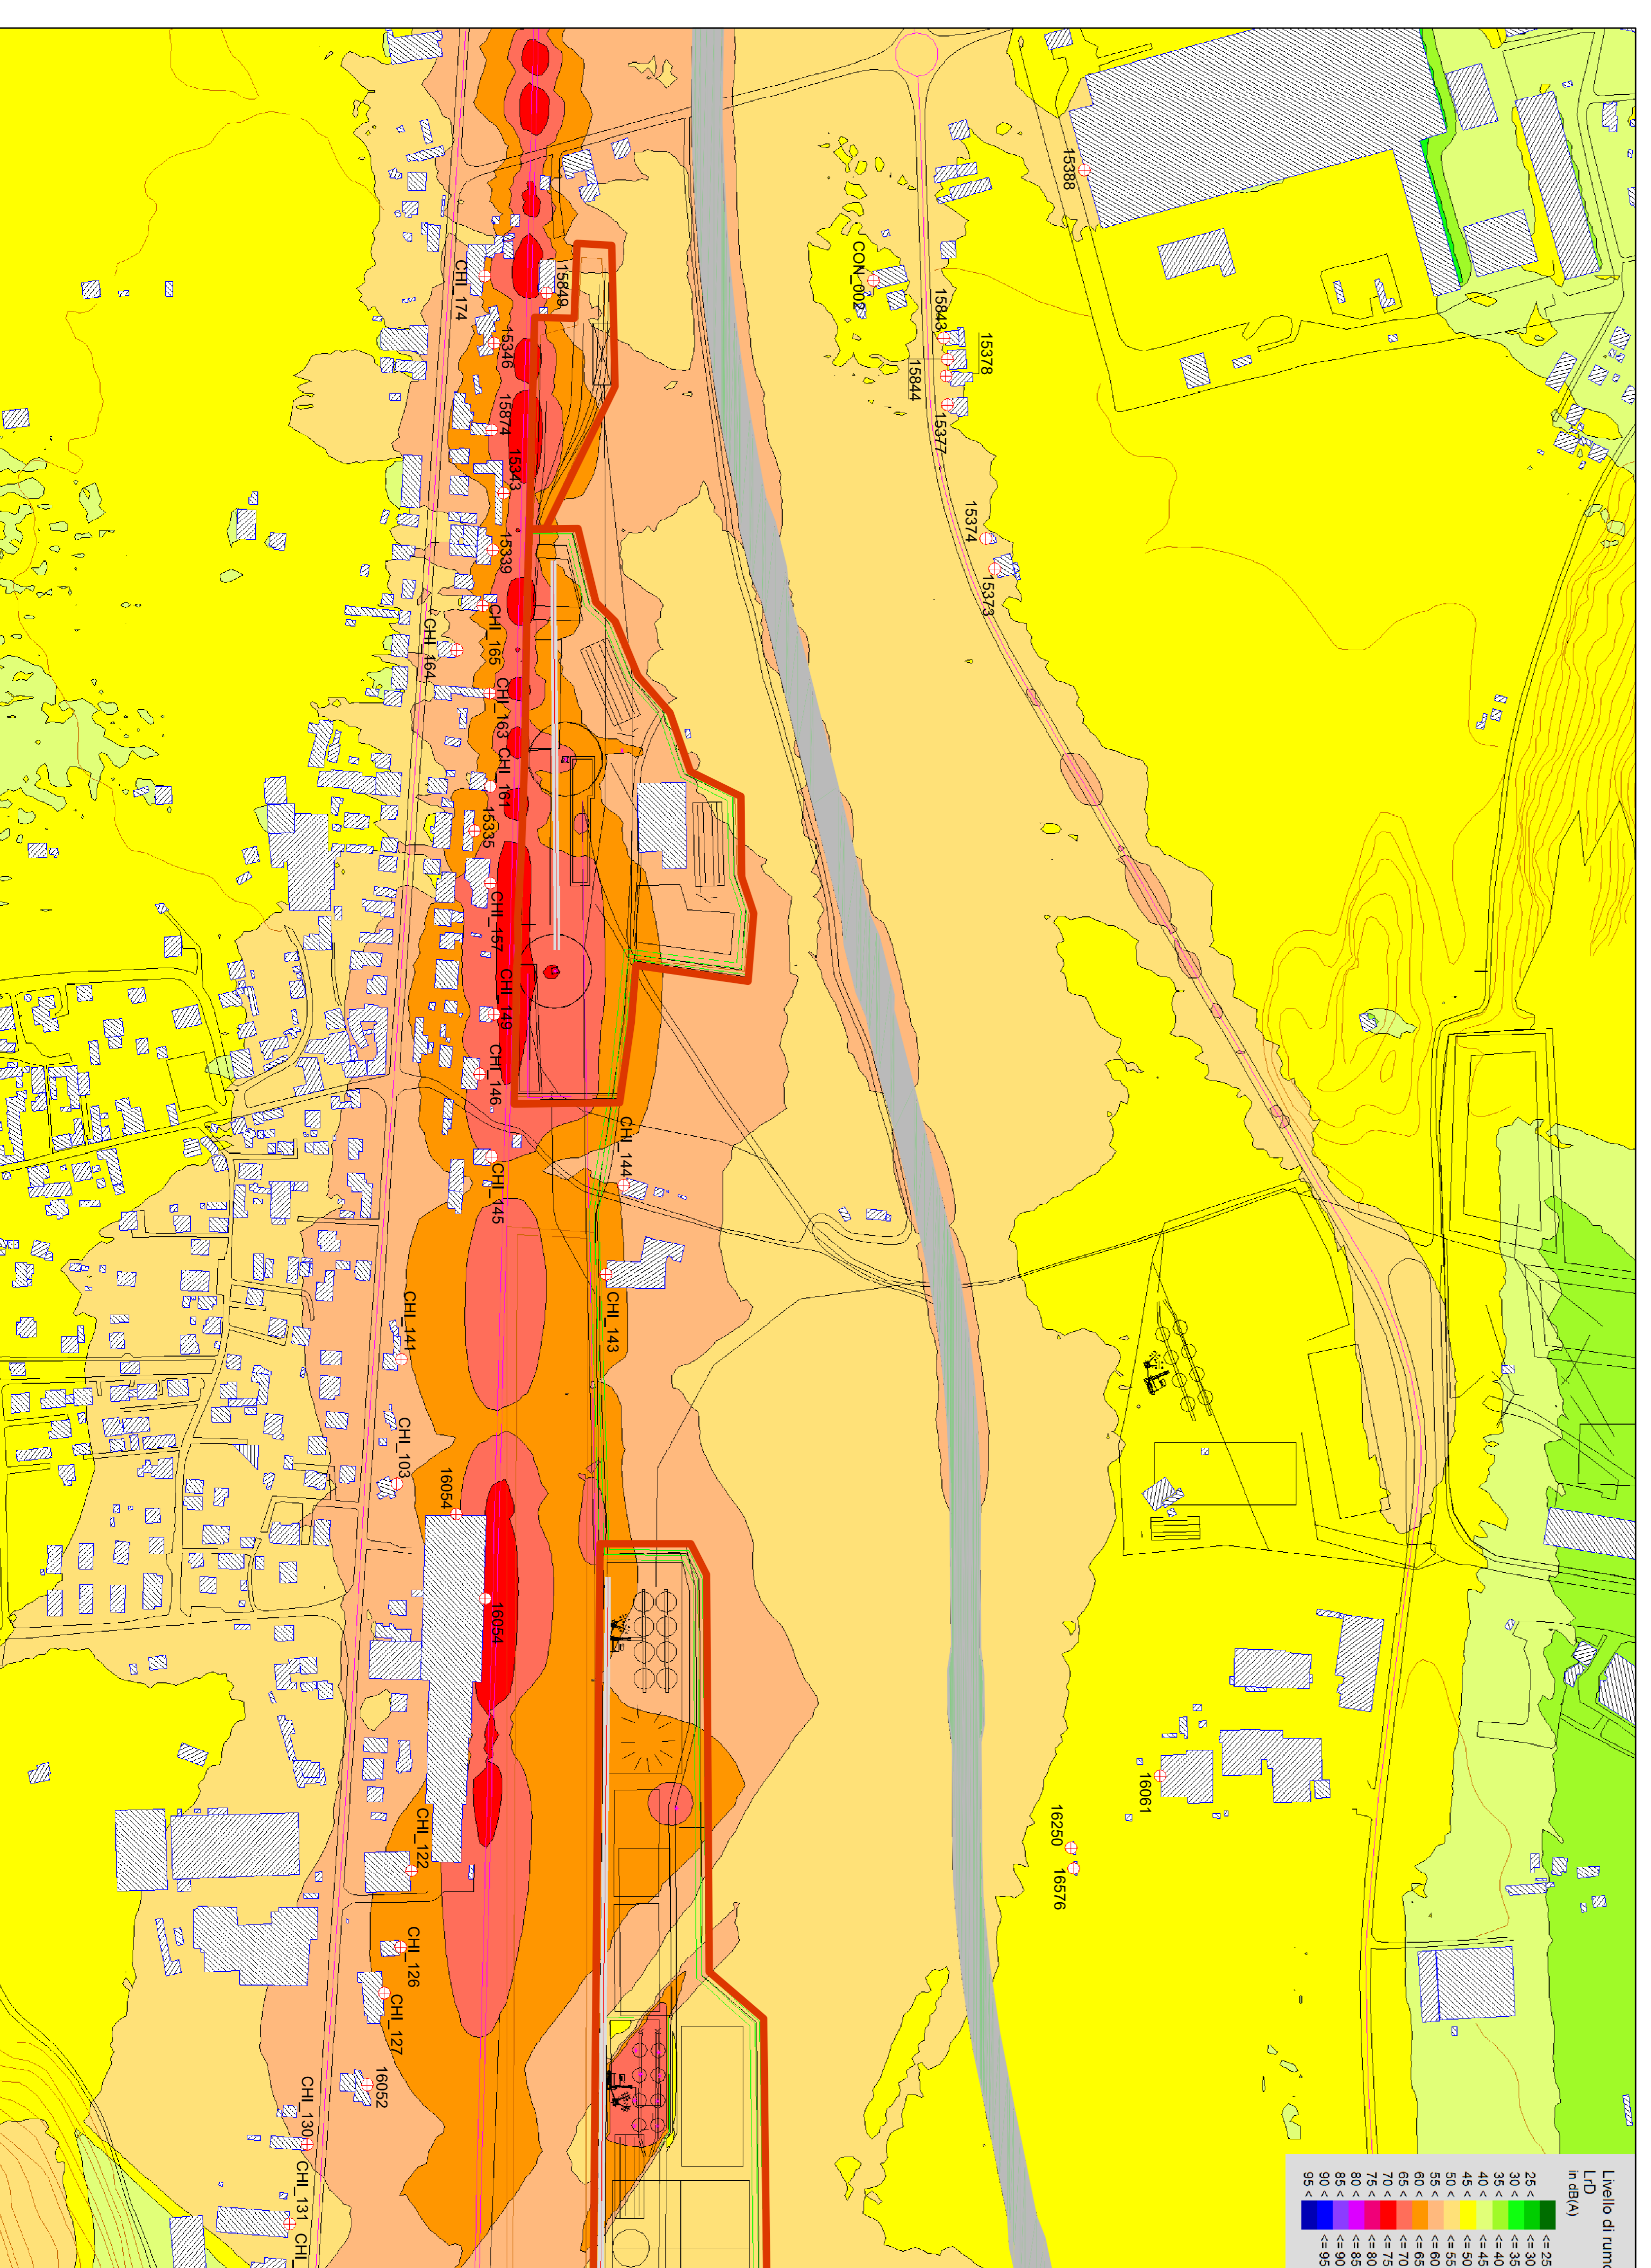 15388
CON_002
15843
15378
15844
15377
15374
15373
CHI_174
15849
15346
15874
15343
15339
CHI_165
CHI_164
CHI_163
CHI_161
15335
CHI_157
CHI_149
CHI_146
CHI_144
CHI_145
CHI_143
CHI_141
CHI_103
16054
16054
16061
16250
16576
CHI_122
CHI_126
CHI_127
16052
CHI_130
CHI_131
CHI
Livello di rumo
LrD
in dB(A)
<=25
25 < <=30
30 < <=35
35 < <=40
40 < <=45
45 < <=50
50 < <=55
55 < <=60
60 < <=65
65 < <=70
70 < <=75
75 < <=80
80 < <=85
85 < <=90
90 < <=95
95 <